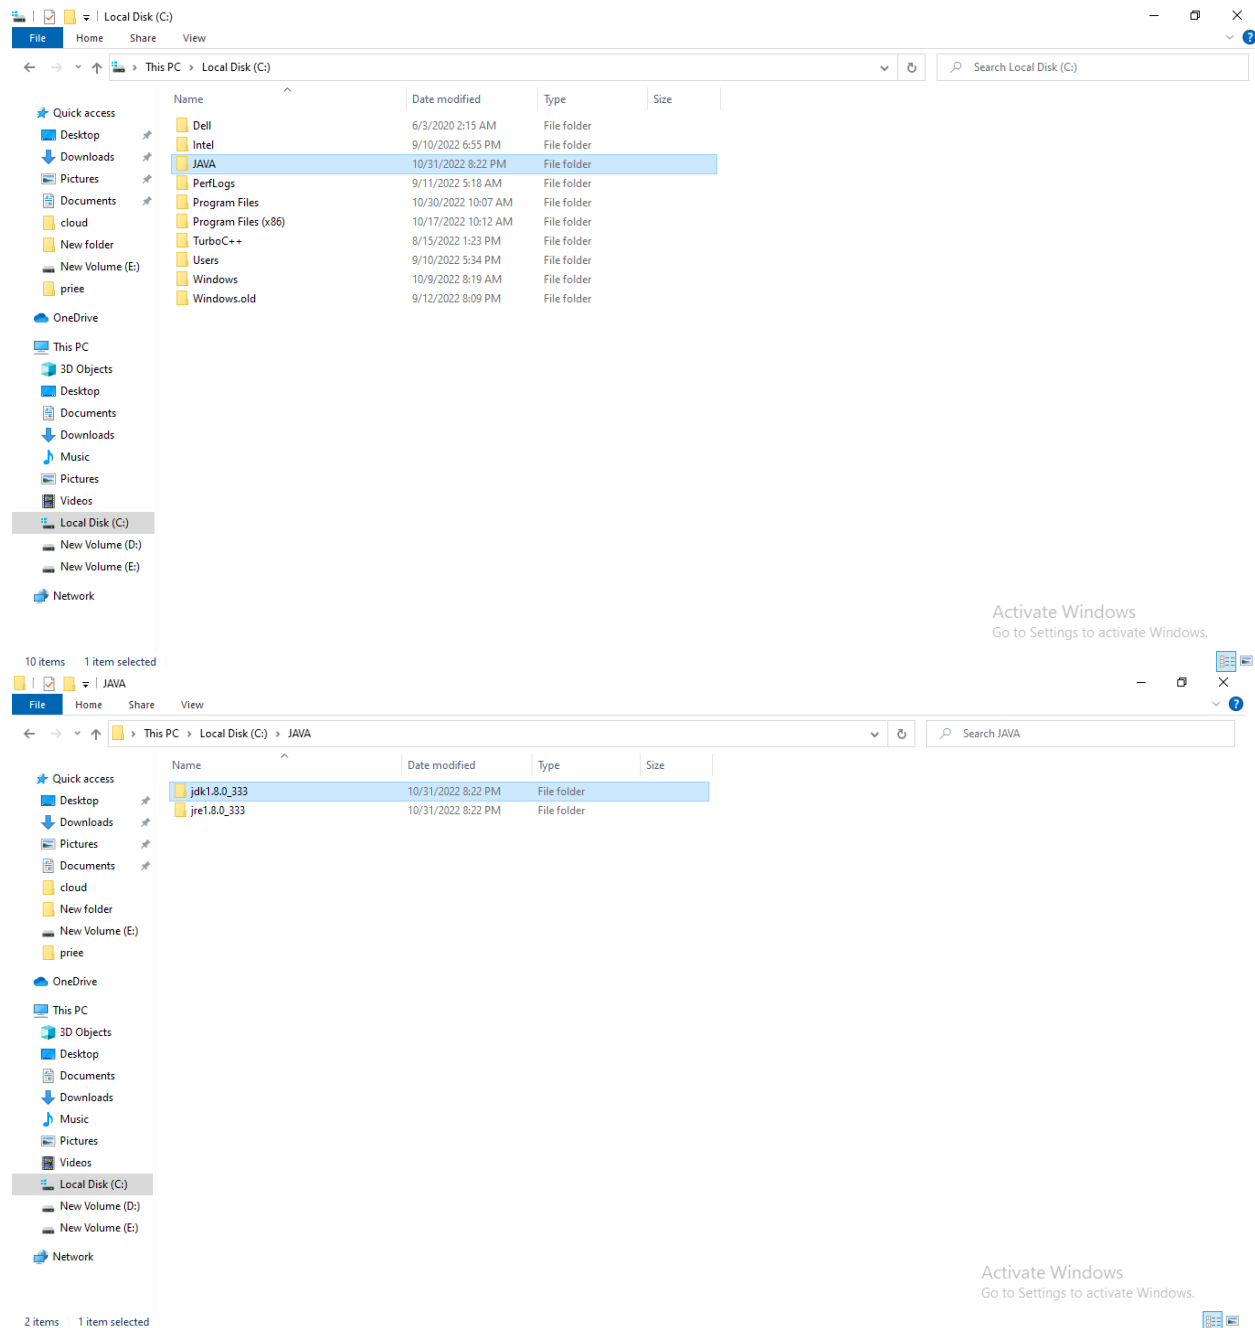 Local Disk (C:)
File Home Share View
This PC > Local Disk (C:)
Search Local Disk (C:)
Name Date modified Type Size
Quick access
Desktop
Downloads
Pictures
Documents
cloud
New folder
New Volume (E:)
priee
OneDrive
This PC
3D Objects
Desktop
Documents
Downloads
Music
Pictures
Videos
Local Disk (C:)
New Volume (D:)
New Volume (E:)
Network
Dell 6/3/2020 2:15 AM File folder
Intel 9/10/2022 6:55 PM File folder
JAVA 10/31/2022 8:22 PM File folder
PerfLogs 9/11/2022 5:18 AM File folder
Program Files 10/30/2022 10:07 AM File folder
Program Files (x86) 10/17/2022 10:12 AM File folder
TurboC++ 8/15/2022 1:23 PM File folder
Users 9/10/2022 5:34 PM File folder
Windows 10/9/2022 8:19 AM File folder
Windows.old 9/12/2022 8:09 PM File folder
Activate Windows
Go to Settings to activate Windows.
10 items 1 item selected
JAVA
File Home Share View
This PC > Local Disk (C:) > JAVA
Search JAVA
Name Date modified Type Size
Quick access
Desktop
Downloads
Pictures
Documents
cloud
New folder
New Volume (E:)
priee
OneDrive
This PC
3D Objects
Desktop
Documents
Downloads
Music
Pictures
Videos
Local Disk (C:)
New Volume (D:)
New Volume (E:)
Network
jdk1.8.0_333 10/31/2022 8:22 PM File folder
jre1.8.0_333 10/31/2022 8:22 PM File folder
Activate Windows
Go to Settings to activate Windows.
2 items 1 item selected